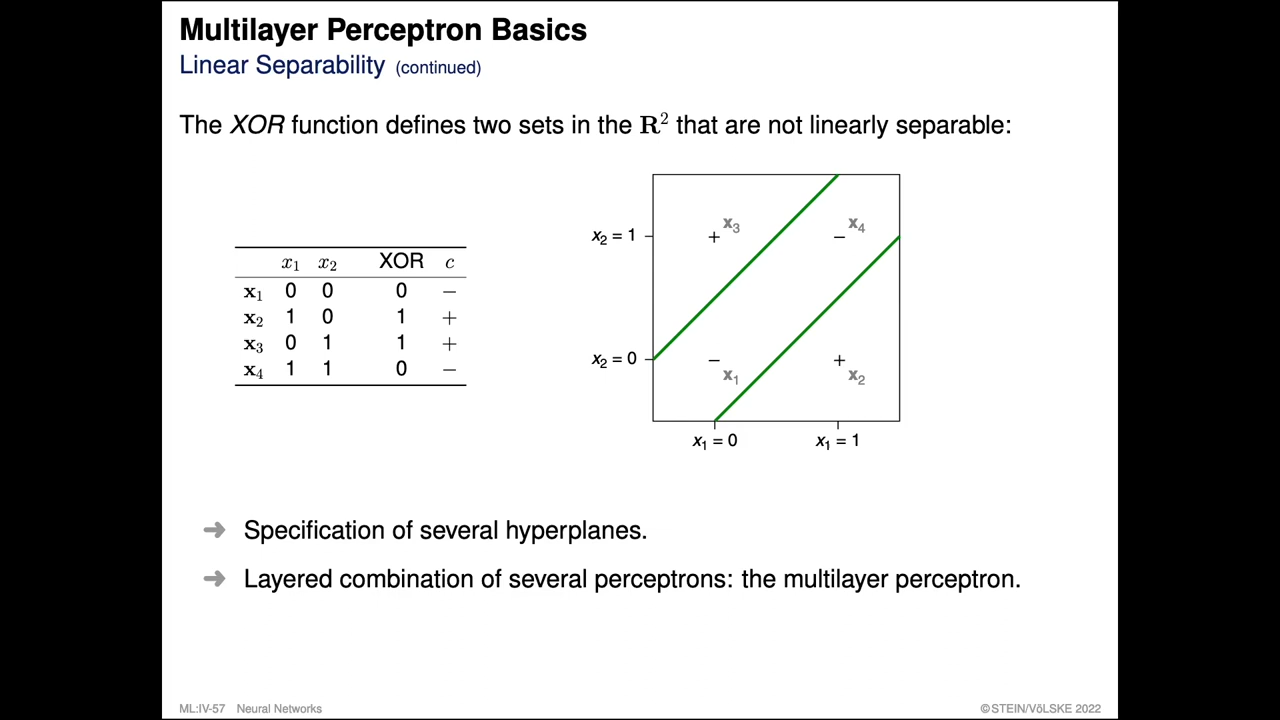 Multilayer Perceptron Basics
Linear Separability (continued)
The XOR function defines two sets in the R² that are not linearly separable:
x₁ x₂ XOR c
x₁ 0 0 0 −
x₂ 1 0 1 +
x₃ 0 1 1 +
x₄ 1 1 0 −
x₂ = 1
x₂ = 0
+ x₃
− x₄
− x₁
+ x₂
x₁ = 0
x₁ = 1
➜ Specification of several hyperplanes.
➜ Layered combination of several perceptrons: the multilayer perceptron.
ML:IV-57 Neural Networks
©STEIN/VÖLSKE 2022